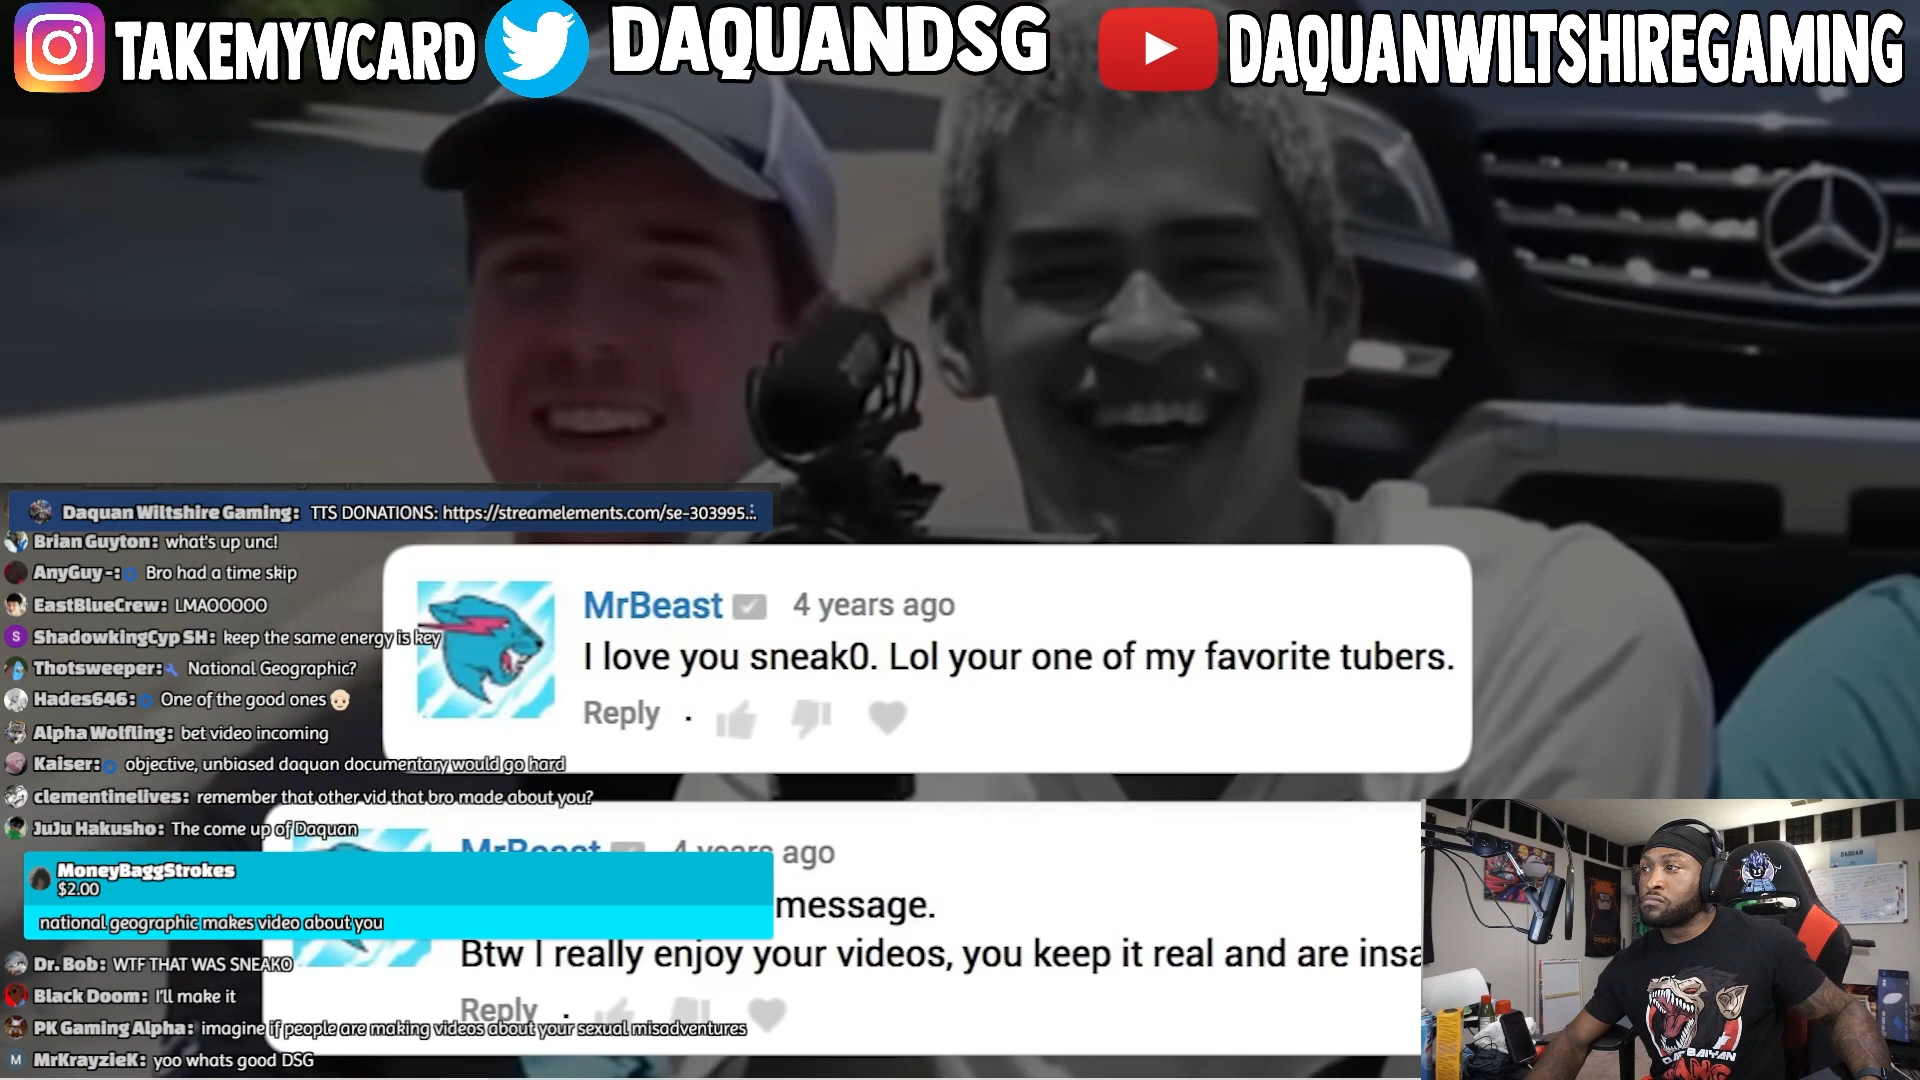 TAKEMYVCARD DAQUANDSG DAQUANWILTSHIREGAMING
Daquan Wiltshire Gaming: TTS DONATIONS: https://streamelements.com/se-303995...
Brian Guyton: what's up unc!
AnyGuy-: Bro had a time skip
EastBlueCrew: LMAOOOOO
ShadowkingCyp SH: keep the same energy is key
Thotsweeper: National Geographic?
Hades646: One of the good ones
Alpha Wolfling: bet video incoming
Kaiser: objective, unbiased daquan documentary would go hard
clementinelives: remember that other vid that bro made about you?
JuJu Hakusho: The come up of Daquan
MoneyBaggStrokes
$2.00
national geographic makes video about you
Dr. Bob: WTF THAT WAS SNEAKO
Black Doom: I'll make it
PK Gaming Alpha: imagine if people are making videos about your sexual misadventures
MrKrayzieK: yoo whats good DSG
MrBeast 4 years ago
I love you sneak0. Lol your one of my favorite tubers.
Reply .
MrBeast 4 years ago
message.
Btw I really enjoy your videos, you keep it real and are insa
Reply .
DAQUAN